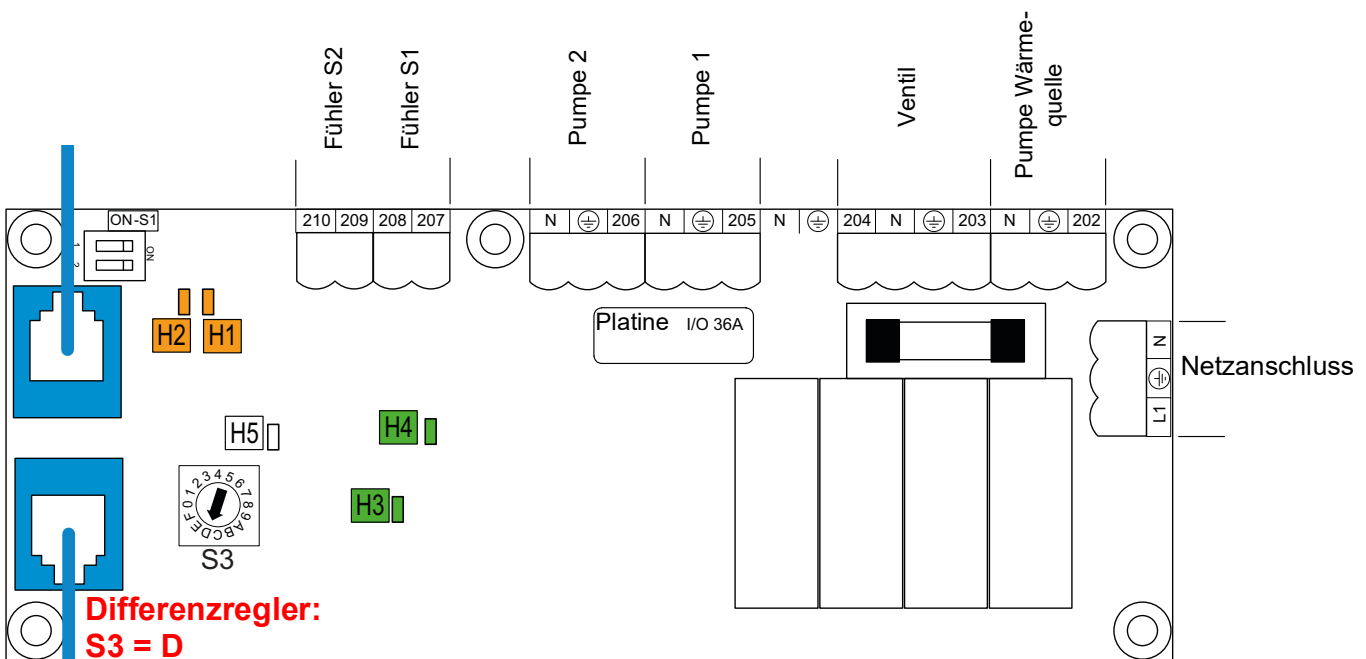 Fühler S2
Fühler S1
Pumpe 2
Pumpe 1
Ventil
Pumpe Wärme-
quelle
ON-S1
1
2
ON
210 209 208 207
N 206 N 205 N 204 N 203 N 202
H2 H1
Platine I/O 36A
N
L1
Netzanschluss
H5
H4
H3
0123456789ABCDEF
S3
Differenzregler:
S3 = D